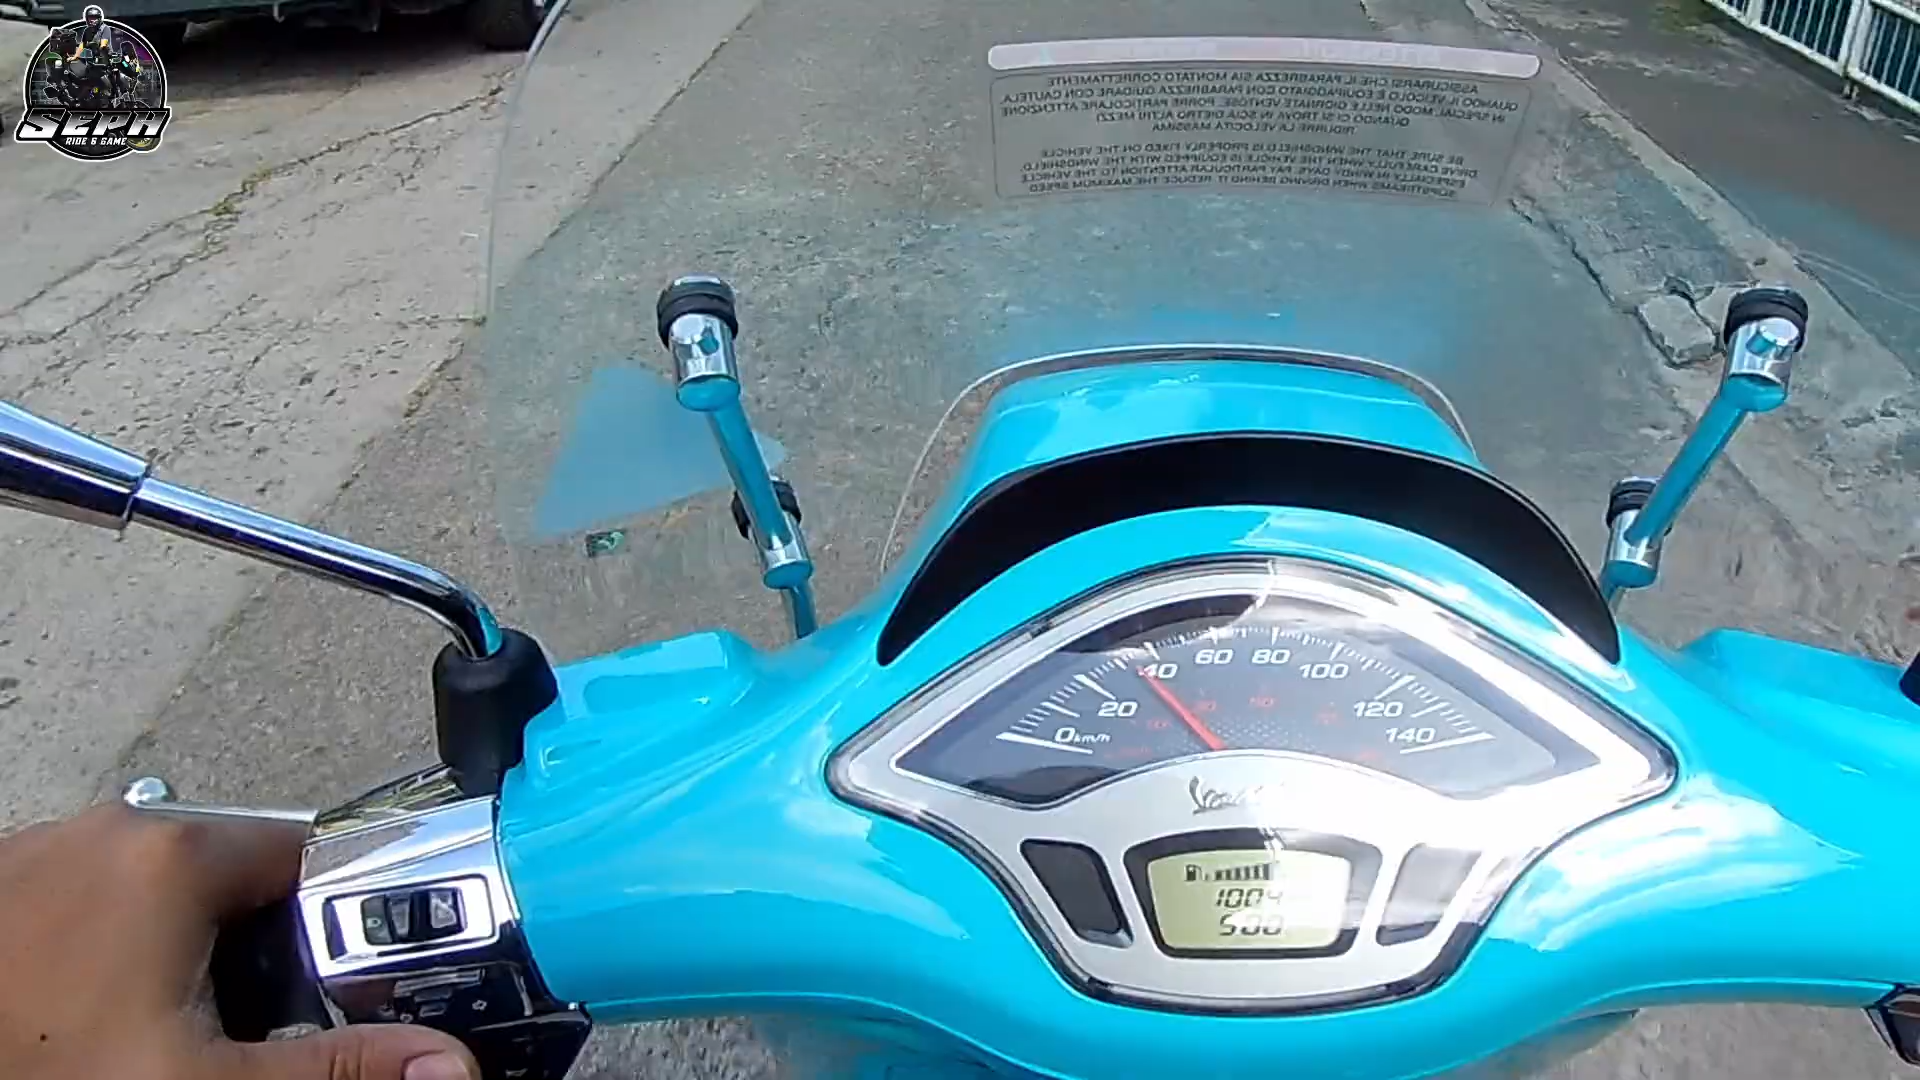 SEPH
RIDE & GAME
ASSICURARSI CHE IL PARABREZZA SIA MONTATO CORRETTAMENTE
QUANDO IL VEICOLO È EQUIPAGGIATO CON PARABREZZA GUIDARE CON CAUTELA,
IN SPECIAL MODO NELLE GIORNATE VENTOSE. PORRE PARTICOLARE ATTENZIONE
QUANDO CI SI TROVA IN SCIA DIETRO ALTRI MEZZI
RIDURRE LA VELOCITÀ MASSIMA
BE SURE THAT THE WINDSHIELD IS PROPERLY FIXED ON THE VEHICLE
DRIVE CAREFULLY WHEN THE VEHICLE IS EQUIPPED WITH THE WINDSHIELD,
ESPECIALLY IN WINDY DAYS. PAY PARTICULAR ATTENTION TO THE VEHICLE
SLIPSTREAMS WHEN DRIVING BEHIND IT REDUCE THE MAXIMUM SPEED
0 km/h 20 40 60 80 100 120 140
Vespa
1004
500